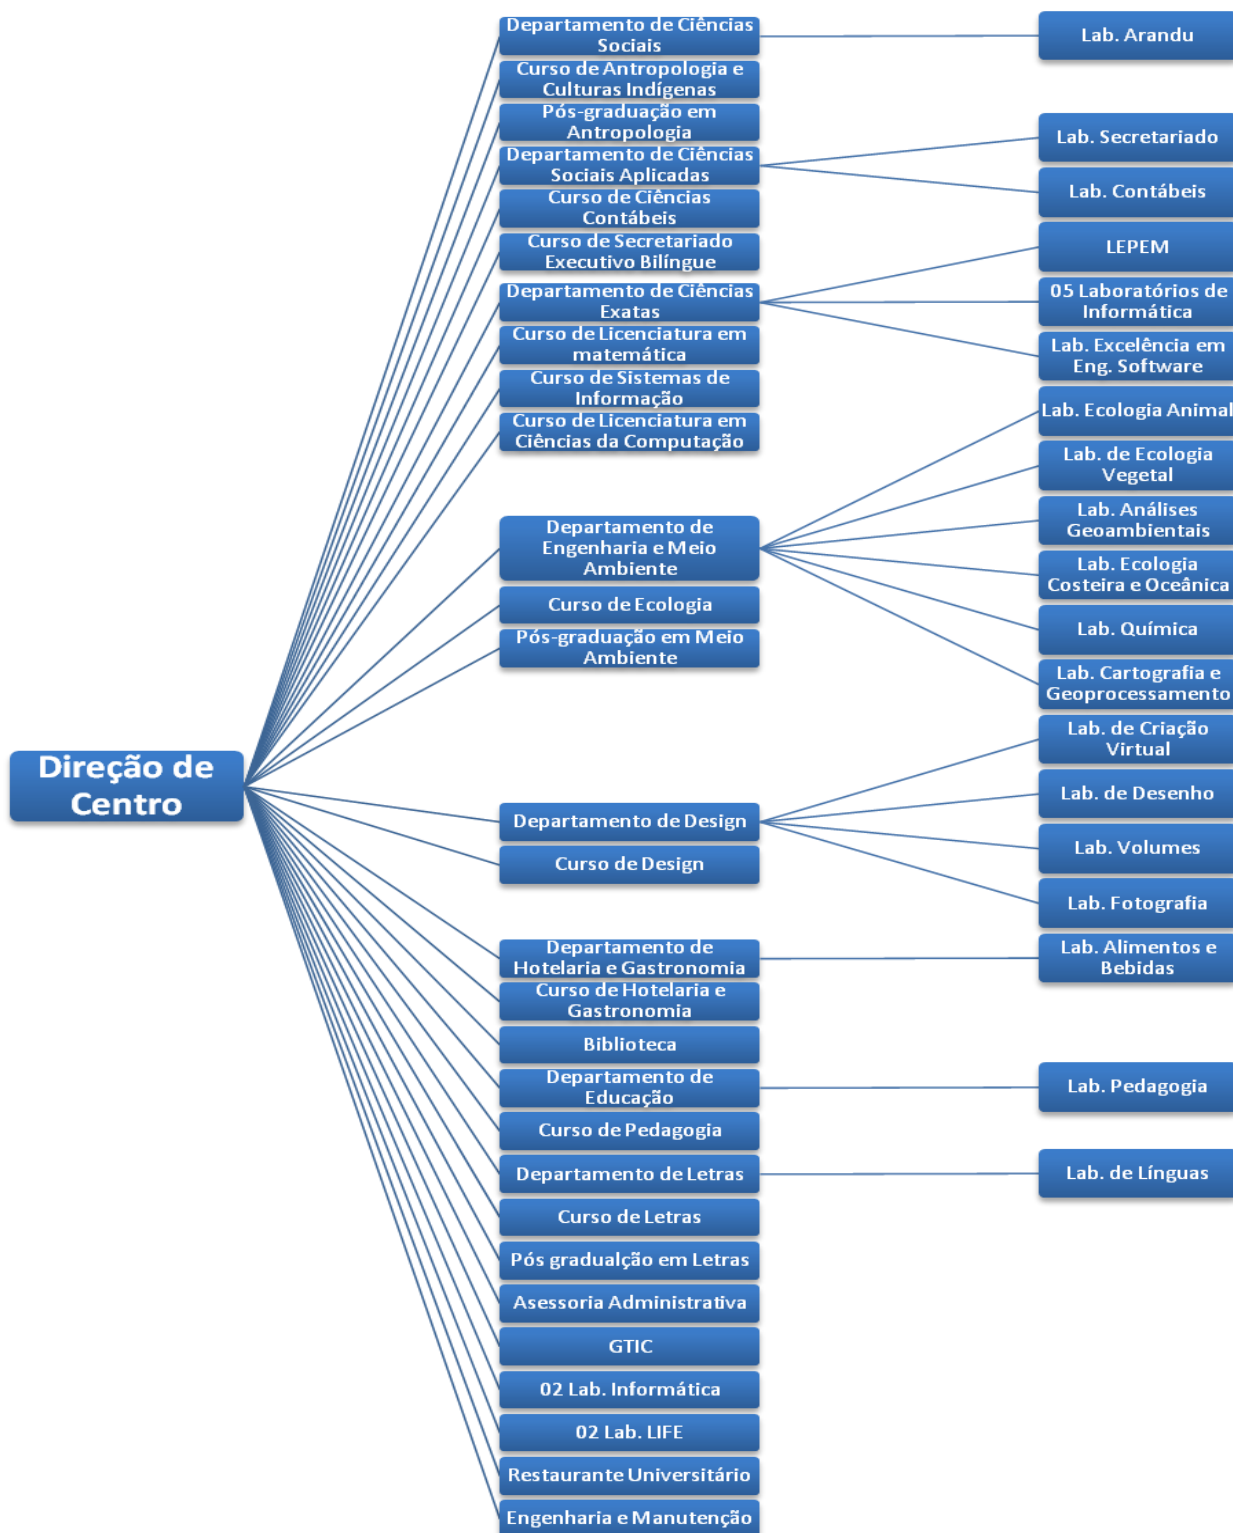 Direção de
Centro
Departamento de Ciências
Sociais
Curso de Antropologia e
Culturas Indígenas
Pós-graduação em
Antropologia
Departamento de Ciências
Sociais Aplicadas
Curso de Ciências
Contábeis
Curso de Secretariado
Executivo Bilíngue
Departamento de Ciências
Exatas
Curso de Licenciatura em
matemática
Curso de Sistemas de
Informação
Curso de Licenciatura em
Ciências da Computação
Departamento de
Engenharia e Meio
Ambiente
Curso de Ecologia
Pós-graduação em Meio
Ambiente
Departamento de Design
Curso de Design
Departamento de
Hotelaria e Gastronomia
Curso de Hotelaria e
Gastronomia
Biblioteca
Departamento de
Educação
Curso de Pedagogia
Departamento de Letras
Curso de Letras
Pós gradualção em Letras
Asessoria Administrativa
GTIC
02 Lab. Informática
02 Lab. LIFE
Restaurante Universitário
Engenharia e Manutenção
Lab. Arandu
Lab. Secretariado
Lab. Contábeis
LEPEM
05 Laboratórios de
Informática
Lab. Excelência em
Eng. Software
Lab. Ecologia Animal
Lab. de Ecologia
Vegetal
Lab. Análises
Geoambientais
Lab. Ecologia
Costeira e Oceânica
Lab. Química
Lab. Cartografia e
Geoprocessamento
Lab. de Criação
Virtual
Lab. de Desenho
Lab. Volumes
Lab. Fotografia
Lab. Alimentos e
Bebidas
Lab. Pedagogia
Lab. de Línguas